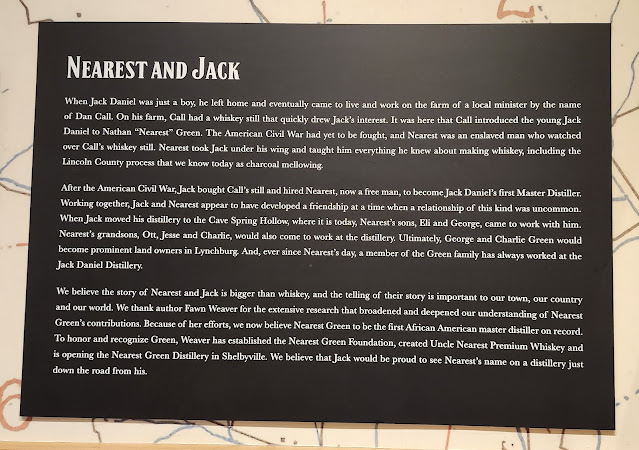 NEAREST AND JACK
When Jack Daniel was just a boy, he left home and eventually came to live and work on the farm of a local minister by the name
of Dan Call. On his farm, Call had a whiskey still that quickly drew Jack's interest. It was here that Call introduced the young Jack
Daniel to Nathan "Nearest" Green. The American Civil War had yet to be fought, and Nearest was an enslaved man who watched
over Call's whiskey still. Nearest took Jack under his wing and taught him everything he knew about making whiskey, including the
Lincoln County process that we know today as charcoal mellowing.
After the American Civil War, Jack bought Call's still and hired Nearest, now a free man, to become Jack Daniel's first Master Distiller.
Working together, Jack and Nearest appear to have developed a friendship at a time when a relationship of this kind was uncommon.
When Jack moved his distillery to the Cave Spring Hollow, where it is today, Nearest's sons, Eli and George, came to work with him.
Nearest's grandsons, Ott, Jesse and Charlie, would also come to work at the distillery. Ultimately, George and Charlie Green would
become prominent land owners in Lynchburg. And, ever since Nearest's day, a member of the Green family has always worked at the
Jack Daniel Distillery.
We believe the story of Nearest and Jack is bigger than whiskey, and the telling of their story is important to our town, our country
and our world. We thank author Fawn Weaver for the extensive research that broadened and deepened our understanding of Nearest
Green's contributions. Because of her efforts, we now believe Nearest Green to be the first African American master distiller on record.
To honor and recognize Green, Weaver has established the Nearest Green Foundation, created Uncle Nearest Premium Whiskey and
is opening the Nearest Green Distillery in Shelbyville. We believe that Jack would be proud to see Nearest's name on a distillery just
down the road from his.